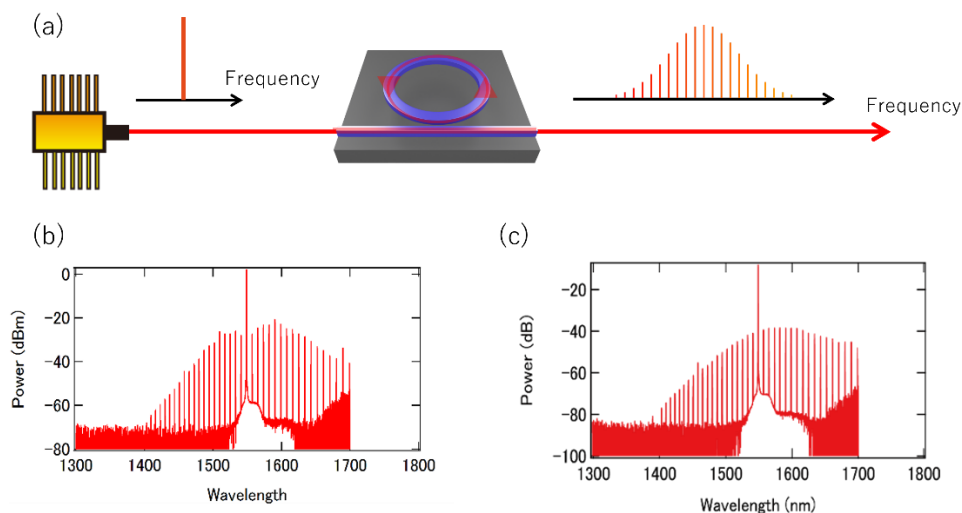 (a)
Frequency
Frequency
(b)
(c)
0
-20
-40
-60
-80
Power (dBm)
1300 1400 1500 1600 1700 1800
Wavelength
-20
-40
-60
-80
-100
Power (dB)
1300 1400 1500 1600 1700 1800
Wavelength (nm)